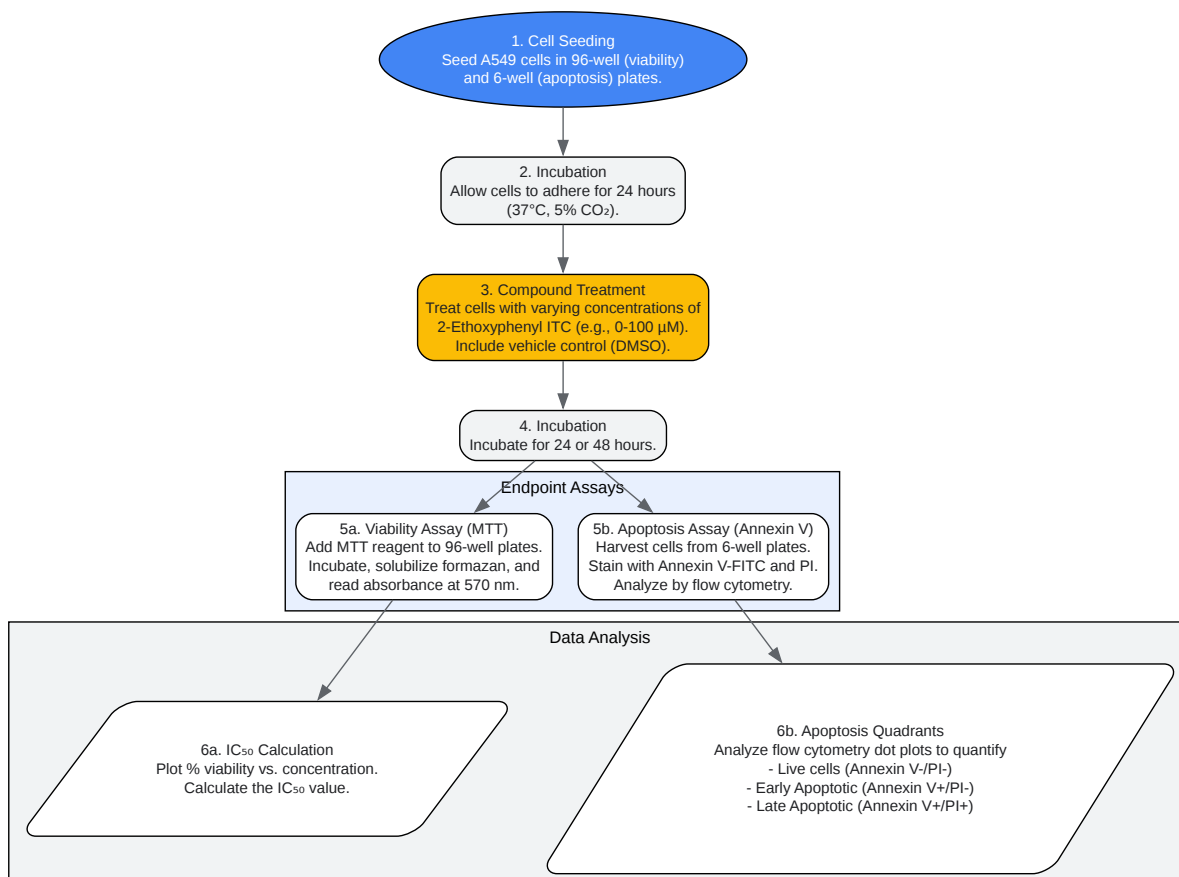 1. Cell Seeding
Seed A549 cells in 96-well (viability)
and 6-well (apoptosis) plates.
2. Incubation
Allow cells to adhere for 24 hours
(37°C, 5% CO₂).
3. Compound Treatment
Treat cells with varying concentrations of
2-Ethoxyphenyl ITC (e.g., 0-100 µM).
Include vehicle control (DMSO).
4. Incubation
Incubate for 24 or 48 hours.
Endpoint Assays
5a. Viability Assay (MTT)
Add MTT reagent to 96-well plates.
Incubate, solubilize formazan, and
read absorbance at 570 nm.
5b. Apoptosis Assay (Annexin V)
Harvest cells from 6-well plates.
Stain with Annexin V-FITC and PI.
Analyze by flow cytometry.
Data Analysis
6a. IC₅₀ Calculation
Plot % viability vs. concentration.
Calculate the IC₅₀ value.
6b. Apoptosis Quadrants
Analyze flow cytometry dot plots to quantify
- Live cells (Annexin V-/PI-)
- Early Apoptotic (Annexin V+/PI-)
- Late Apoptotic (Annexin V+/PI+)